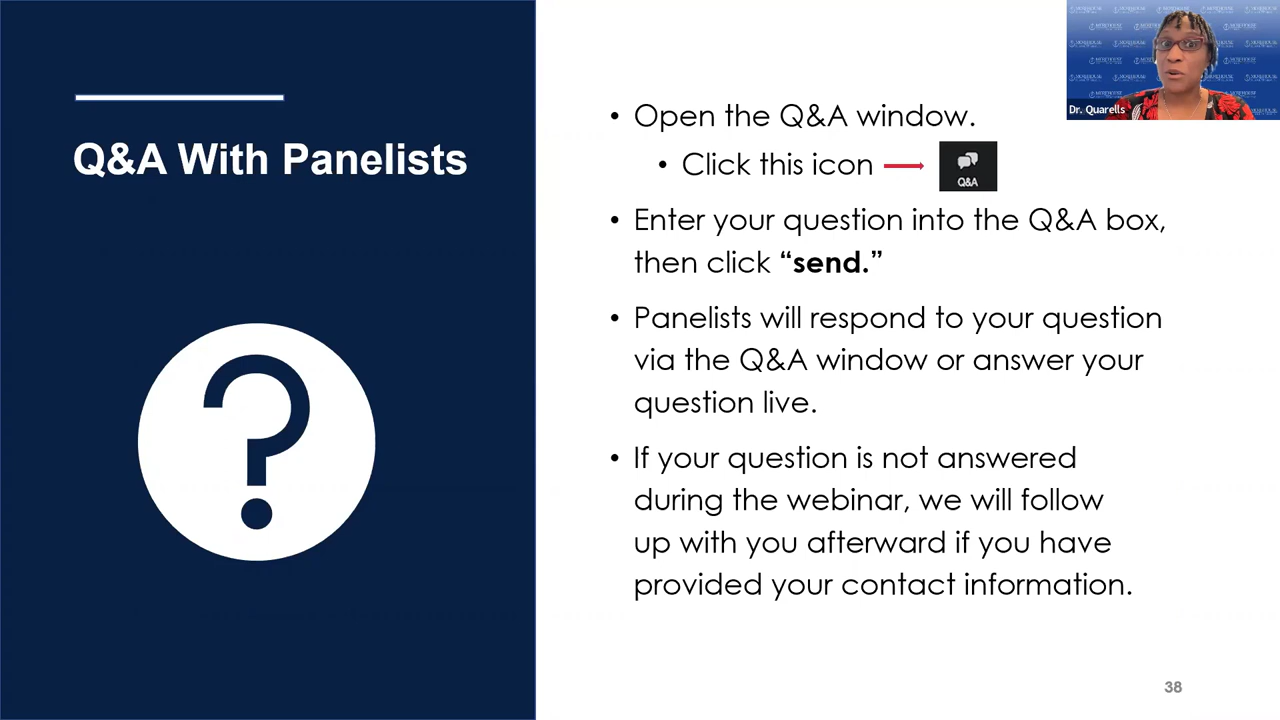 Q&A With Panelists
• Open the Q&A window.
• Click this icon
Q&A
• Enter your question into the Q&A box,
then click “send.”
• Panelists will respond to your question
via the Q&A window or answer your
question live.
• If your question is not answered
during the webinar, we will follow
up with you afterward if you have
provided your contact information.
38
MOREHOUSE
Dr. Quarells